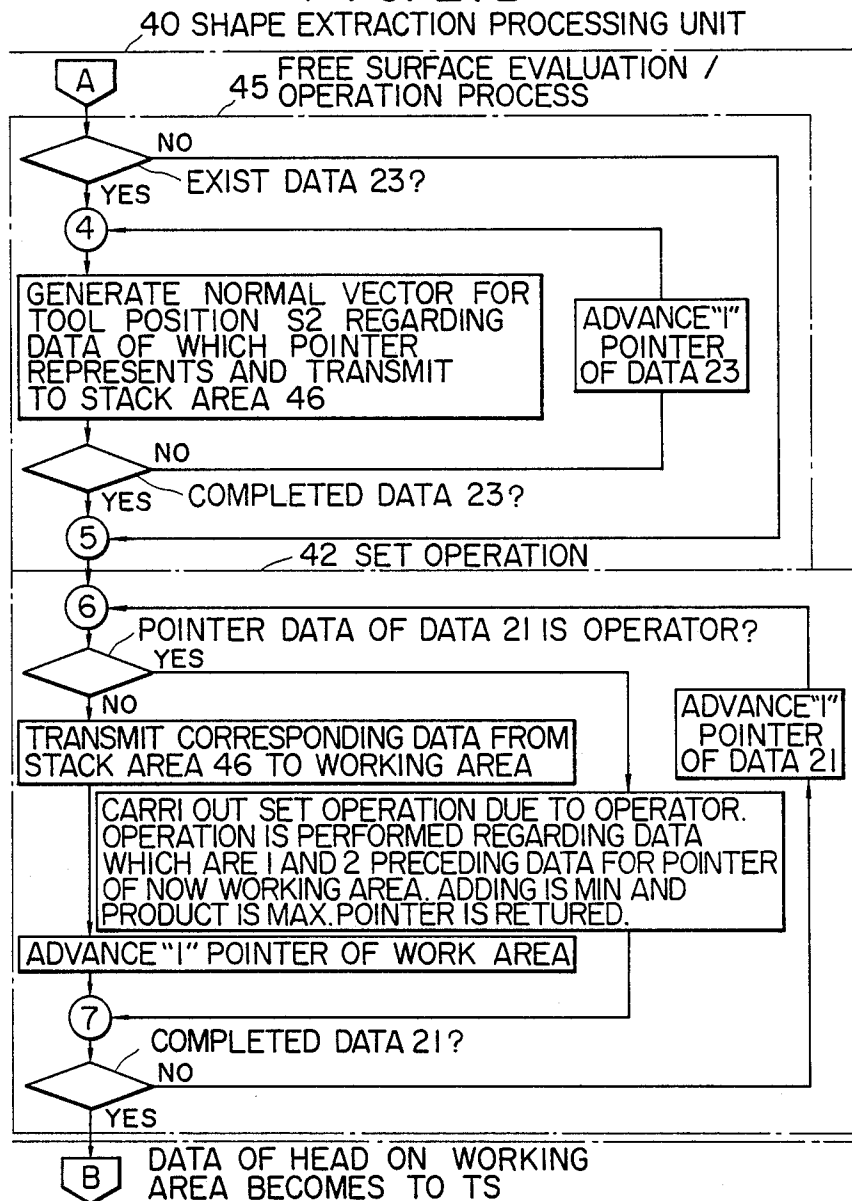 40 SHAPE EXTRACTION PROCESSING UNIT
A
45 FREE SURFACE EVALUATION /
OPERATION PROCESS
NO
EXIST DATA 23?
YES
4
GENERATE NORMAL VECTOR FOR
TOOL POSITION S2 REGARDING
DATA OF WHICH POINTER
REPRESENTS AND TRANSMIT
TO STACK AREA 46
ADVANCE "1"
POINTER
OF DATA 23
NO
COMPLETED DATA 23?
YES
5
42 SET OPERATION
6
POINTER DATA OF DATA 21 IS OPERATOR?
YES
NO
TRANSMIT CORRESPONDING DATA FROM
STACK AREA 46 TO WORKING AREA
ADVANCE "1"
POINTER
OF DATA 21
CARRI OUT SET OPERATION DUE TO OPERATOR.
OPERATION IS PERFORMED REGARDING DATA
WHICH ARE 1 AND 2 PRECEDING DATA FOR POINTER
OF NOW WORKING AREA. ADDING IS MIN AND
PRODUCT IS MAX. POINTER IS RETURED.
ADVANCE "1" POINTER OF WORK AREA
7
COMPLETED DATA 21?
NO
YES
B
DATA OF HEAD ON WORKING
AREA BECOMES TO TS